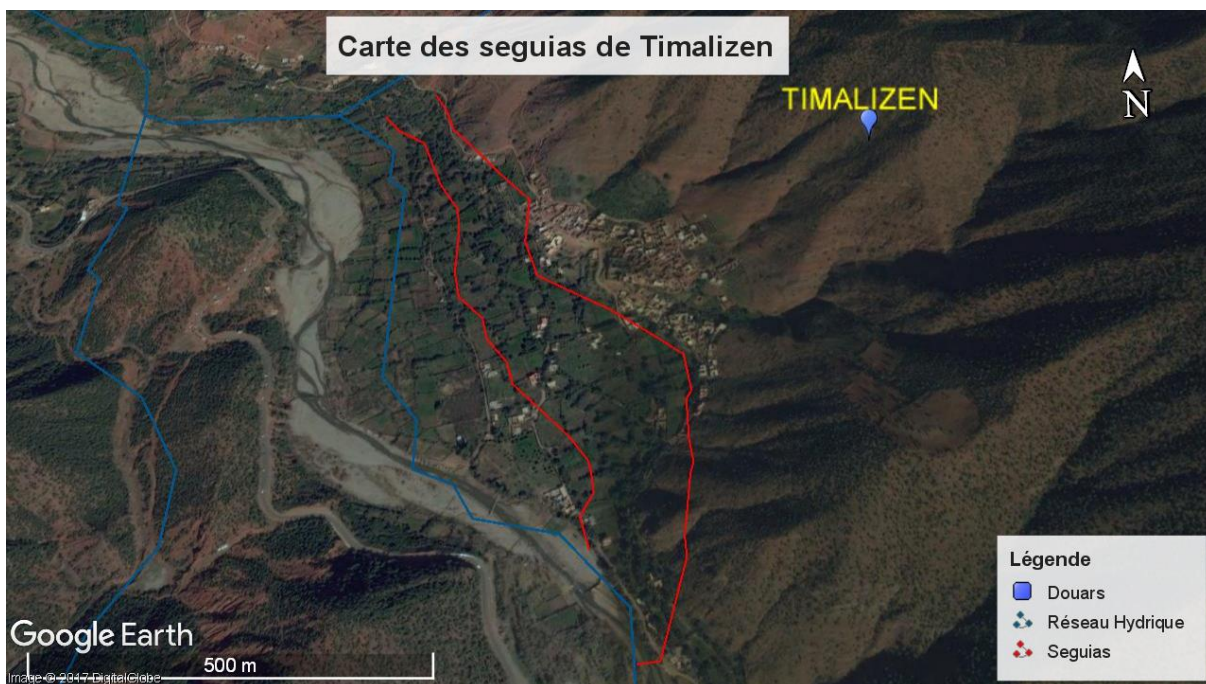 Carte des seguias de Timalizen
TIMALIZEN
N
Légende
Douars
Réseau Hydrique
Seguias
Google Earth
500 m
Image © 2017 DigitalGlobe